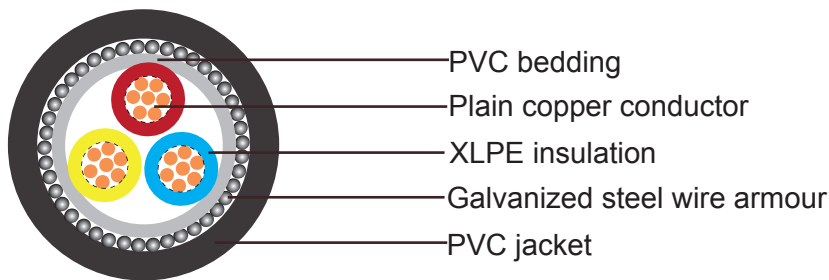 PVC bedding
Plain copper conductor
XLPE insulation
Galvanized steel wire armour
PVC jacket